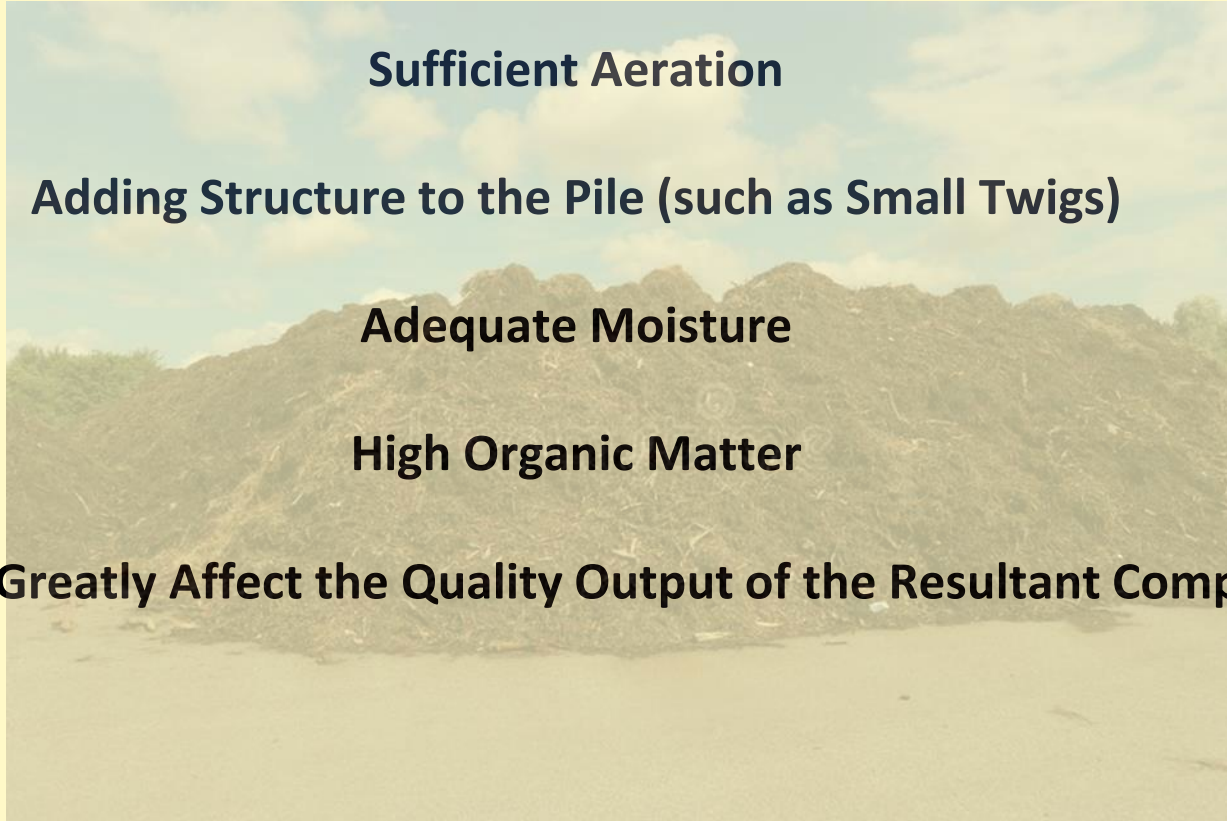 Sufficient Aeration
Adding Structure to the Pile (such as Small Twigs)
Adequate Moisture
High Organic Matter
Greatly Affect the Quality Output of the Resultant Comp